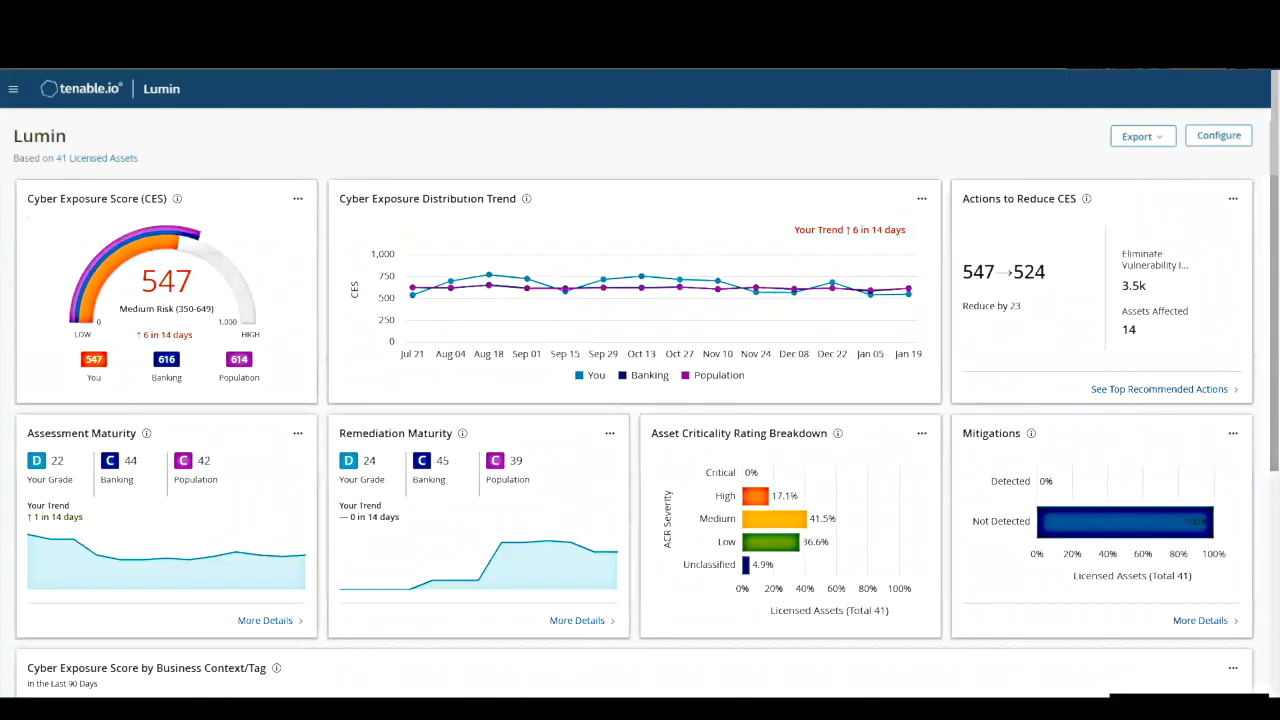 tenable.io® | Lumin
Lumin
Export
Configure
Based on 41 Licensed Assets
Cyber Exposure Score (CES)
547
Medium Risk (350-649)
0
1,000
LOW
HIGH
↑ 6 in 14 days
547
616
614
You
Banking
Population
Cyber Exposure Distribution Trend
Your Trend ↑ 6 in 14 days
CES
1,000
750
500
250
0
Jul 21 Aug 04 Aug 18 Sep 01 Sep 15 Sep 29 Oct 13 Oct 27 Nov 10 Nov 24 Dec 08 Dec 22 Jan 05 Jan 19
You Banking Population
Actions to Reduce CES
547→524
Reduce by 23
Eliminate
Vulnerability I...
3.5k
Assets Affected
14
See Top Recommended Actions
Assessment Maturity
D 22
C 44
C 42
Your Grade
Banking
Population
Your Trend
↑ 1 in 14 days
More Details
Remediation Maturity
D 24
C 45
C 39
Your Grade
Banking
Population
Your Trend
— 0 in 14 days
More Details
Asset Criticality Rating Breakdown
ACR Severity
Critical 0%
High 17.1%
Medium 41.5%
Low 36.6%
Unclassified 4.9%
0% 20% 40% 60% 80% 100%
Licensed Assets (Total 41)
Mitigations
Detected 0%
Not Detected 100%
0% 20% 40% 60% 80% 100%
Licensed Assets (Total 41)
More Details
Cyber Exposure Score by Business Context/Tag
In the Last 90 Days